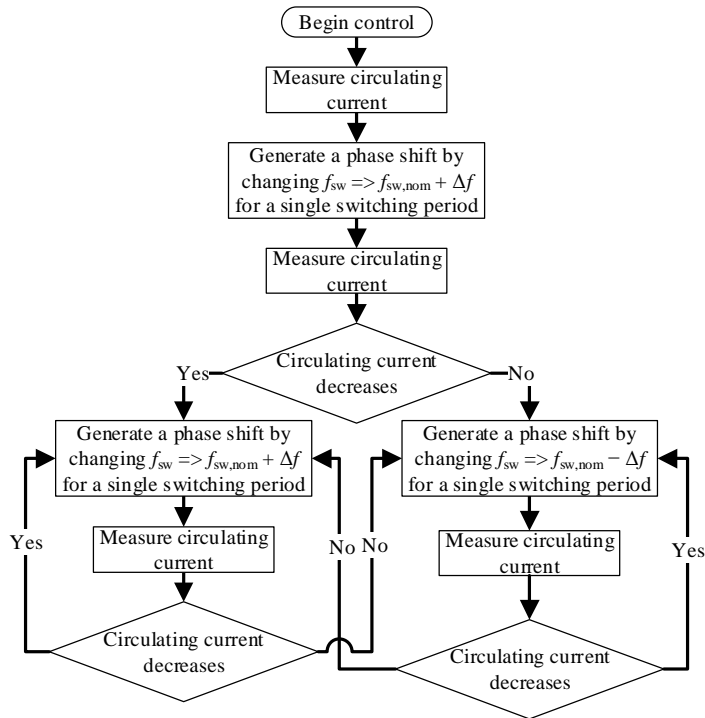 Begin control
Measure circulating
current
Generate a phase shift by
changing fsw => fsw,nom + Δf
for a single switching period
Measure circulating
current
Circulating current
decreases
Yes
No
Generate a phase shift by
changing fsw => fsw,nom + Δf
for a single switching period
Generate a phase shift by
changing fsw => fsw,nom − Δf
for a single switching period
Yes
Measure circulating
current
No
No
Measure circulating
current
Yes
Circulating current
decreases
Circulating current
decreases